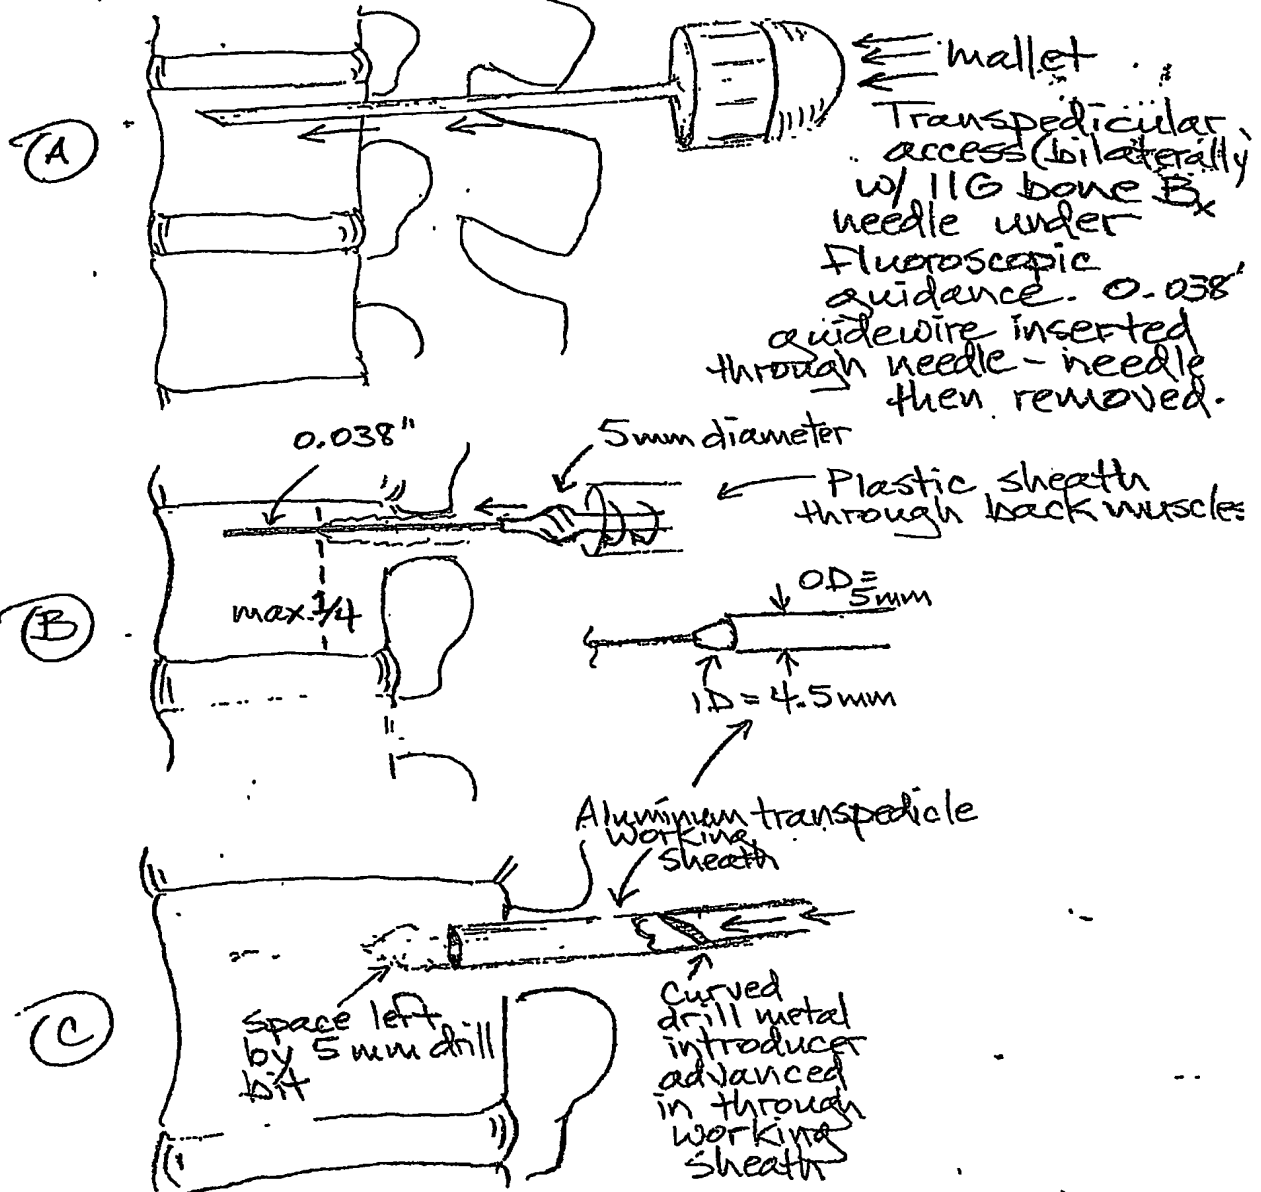 mallet
Transpedicular
access (bilaterally)
w/ 11G bone Bx
needle under
Fluoroscopic
guidance. 0.038"
guidewire inserted
through needle - needle
then removed.
A
0.038"
5mm diameter
Plastic sheath
through back muscles
max. 1/4
B
OD =
5mm
ID = 4.5mm
Aluminum transpedicle
working
sheath
C
space left
by 5mm drill
bit
Curved
drill metal
introducer
advanced
in through
working
sheath